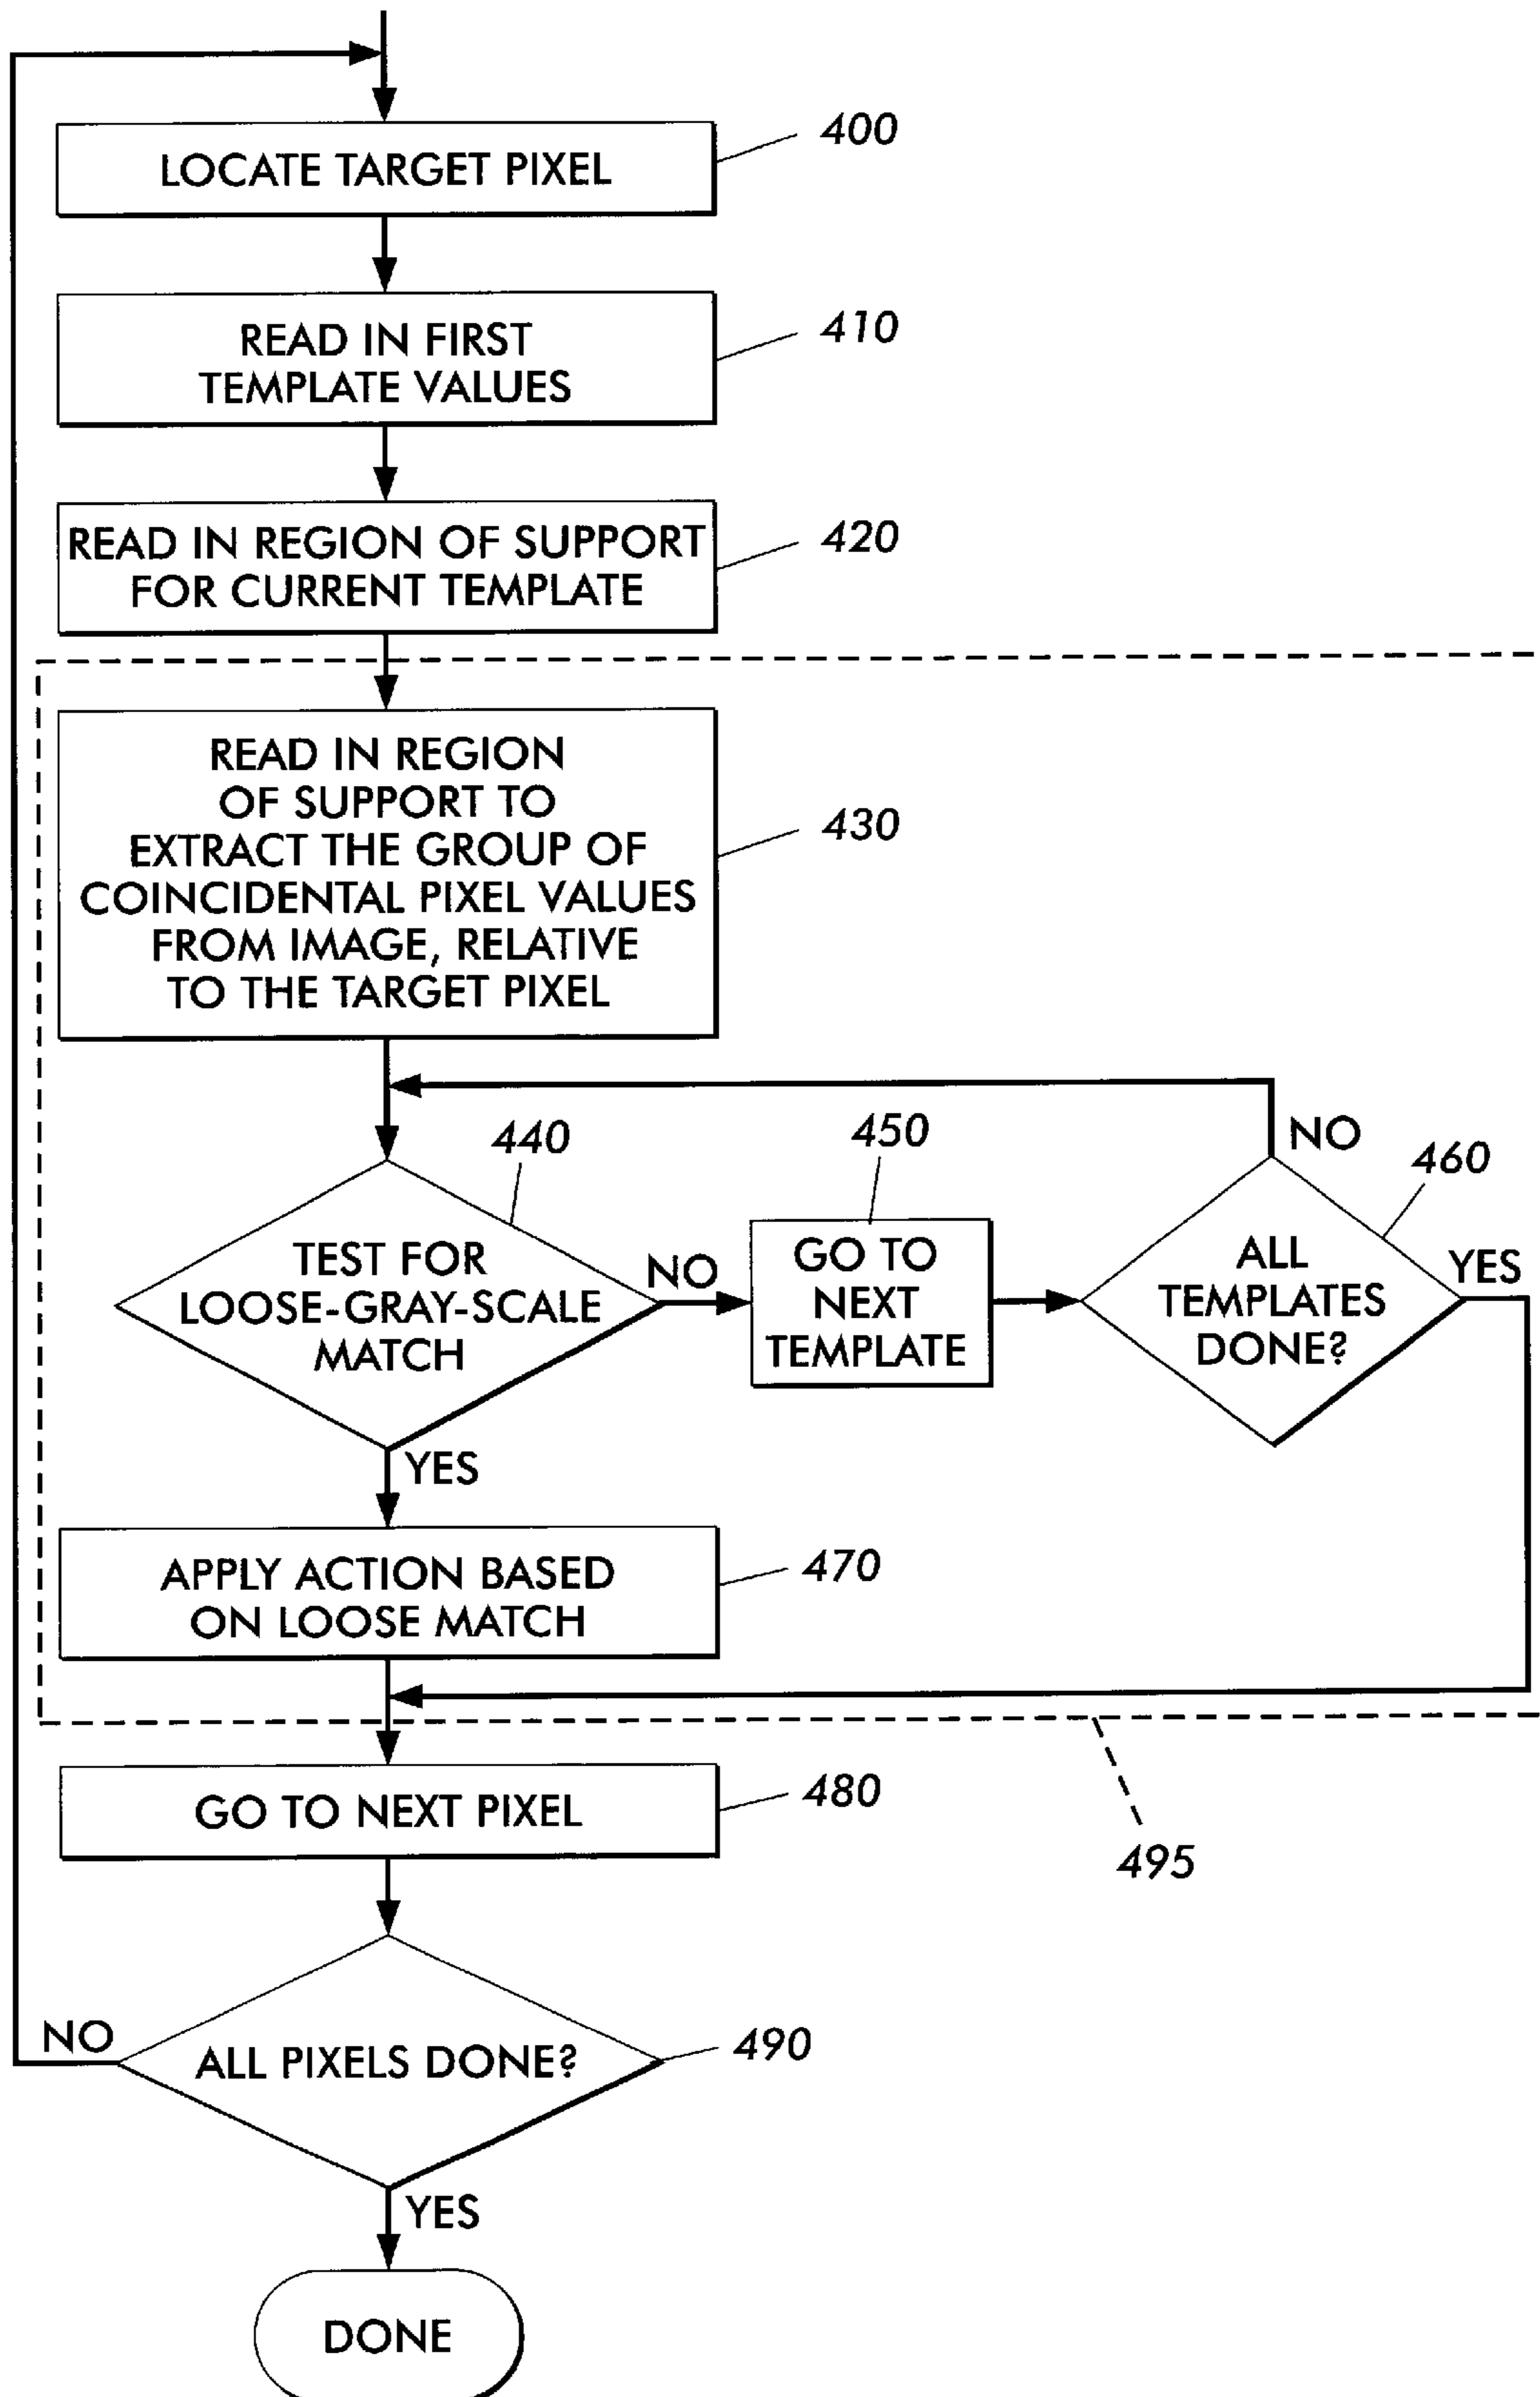 400
LOCATE TARGET PIXEL
410
READ IN FIRST
TEMPLATE VALUES
420
READ IN REGION OF SUPPORT
FOR CURRENT TEMPLATE
430
READ IN REGION
OF SUPPORT TO
EXTRACT THE GROUP OF
COINCIDENTAL PIXEL VALUES
FROM IMAGE, RELATIVE
TO THE TARGET PIXEL
440
TEST FOR
LOOSE-GRAY-SCALE
MATCH
NO
450
GO TO
NEXT
TEMPLATE
NO
460
ALL
TEMPLATES
DONE?
YES
YES
470
APPLY ACTION BASED
ON LOOSE MATCH
480
GO TO NEXT PIXEL
495
NO
ALL PIXELS DONE?
490
YES
DONE